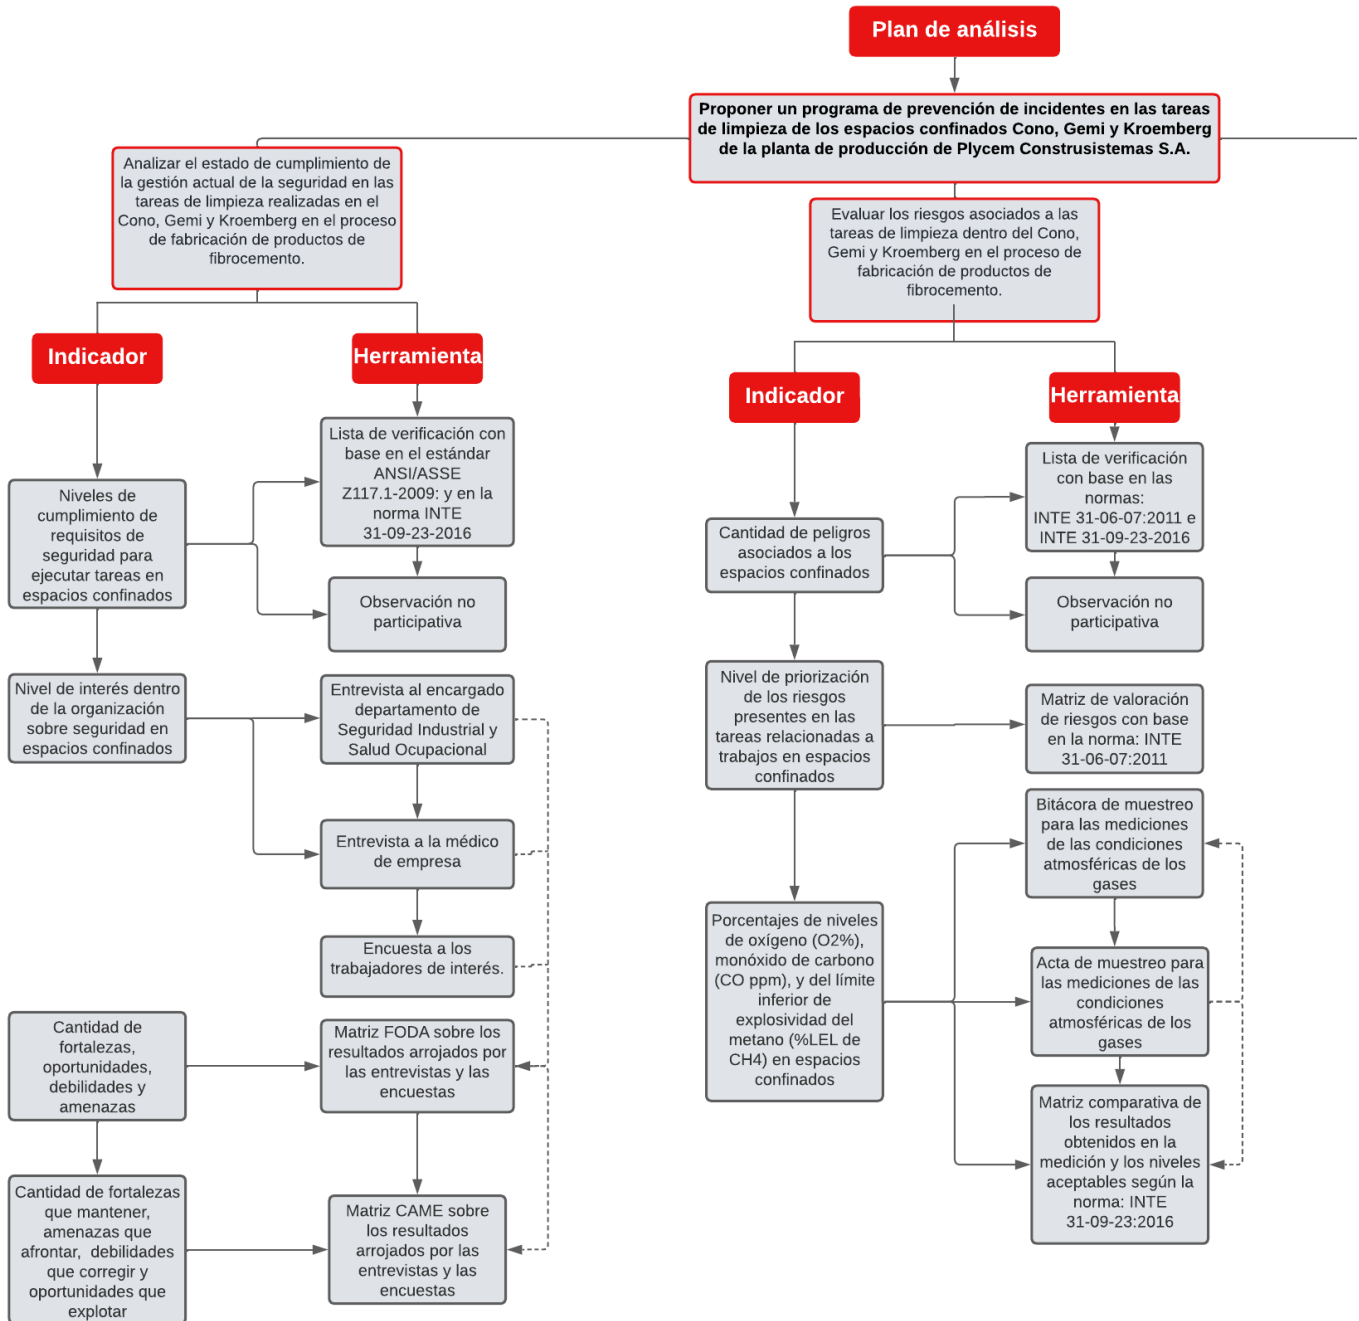 Plan de análisis
Proponer un programa de prevención de incidentes en las tareas
de limpieza de los espacios confinados Cono, Gemi y Kroemberg
de la planta de producción de Plycem Construsistemas S.A.
Analizar el estado de cumplimiento de
la gestión actual de la seguridad en las
tareas de limpieza realizadas en el
Cono, Gemi y Kroemberg en el proceso
de fabricación de productos de
fibrocemento.
Indicador
Herramienta
Niveles de
cumplimiento de
requisitos de
seguridad para
ejecutar tareas en
espacios confinados
Lista de verificación con
base en el estándar
ANSI/ASSE
Z117.1-2009: y en la
norma INTE
31-09-23-2016
Observación no
participativa
Nivel de interés dentro
de la organización
sobre seguridad en
espacios confinados
Entrevista al encargado
departamento de
Seguridad Industrial y
Salud Ocupacional
Entrevista a la médico
de empresa
Encuesta a los
trabajadores de interés.
Cantidad de
fortalezas,
oportunidades,
debilidades y
amenazas
Matriz FODA sobre los
resultados arrojados por
las entrevistas y las
encuestas
Cantidad de fortalezas
que mantener,
amenazas que
afrontar, debilidades
que corregir y
oportunidades que
explotar
Matriz CAME sobre
los resultados
arrojados por las
entrevistas y las
encuestas
Evaluar los riesgos asociados a las
tareas de limpieza dentro del Cono,
Gemi y Kroemberg en el proceso de
fabricación de productos de
fibrocemento.
Indicador
Herramienta
Cantidad de peligros
asociados a los
espacios confinados
Lista de verificación
con base en las
normas:
INTE 31-06-07:2011 e
INTE 31-09-23-2016
Observación no
participativa
Nivel de priorización
de los riesgos
presentes en las
tareas relacionadas a
trabajos en espacios
confinados
Matriz de valoración
de riesgos con base
en la norma: INTE
31-06-07:2011
Porcentajes de niveles
de oxígeno (O2%),
monóxido de carbono
(CO ppm), y del límite
inferior de
explosividad del
metano (%LEL de
CH4) en espacios
confinados
Bitácora de muestreo
para las mediciones
de las condiciones
atmosféricas de los
gases
Acta de muestreo para
las mediciones de las
condiciones
atmosféricas de los
gases
Matriz comparativa de
los resultados
obtenidos en la
medición y los niveles
aceptables según la
norma: INTE
31-09-23:2016